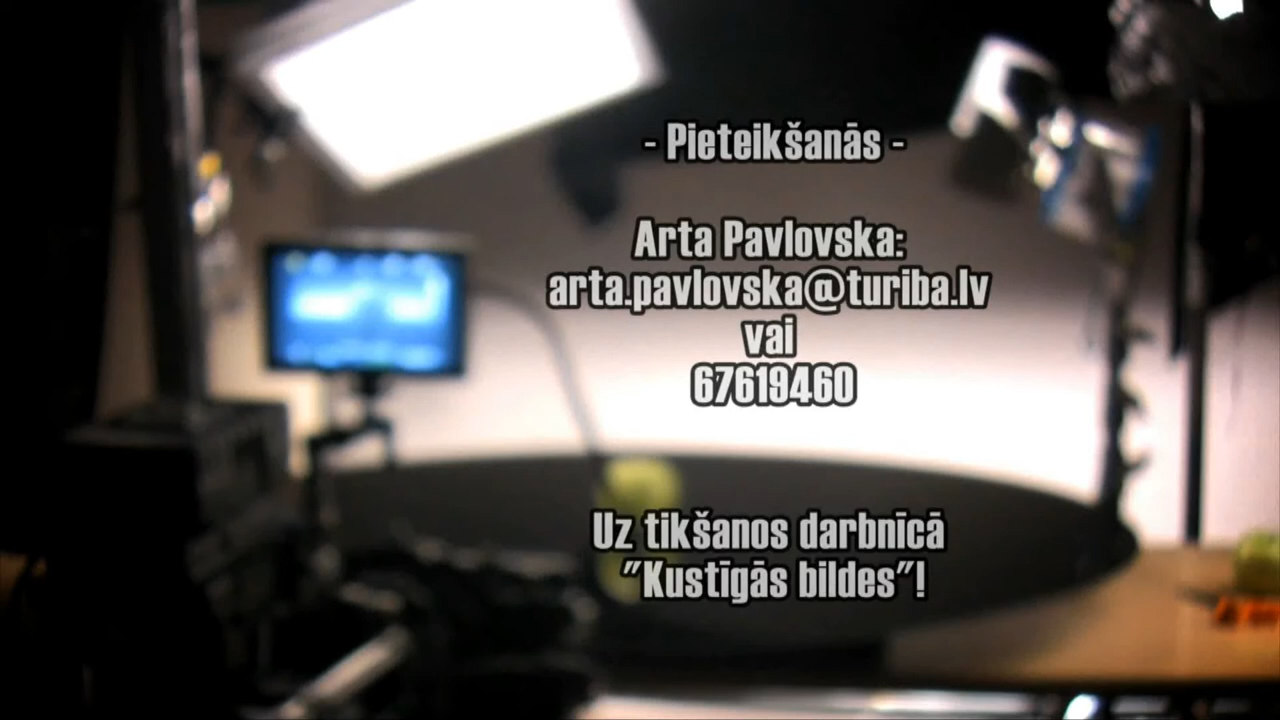 - Pieteikšanās -
Arta Pavlovska:
arta.pavlovska@turiba.lv
vai
67619460
Uz tikšanos darbnīcā
"Kustīgās bildes"!